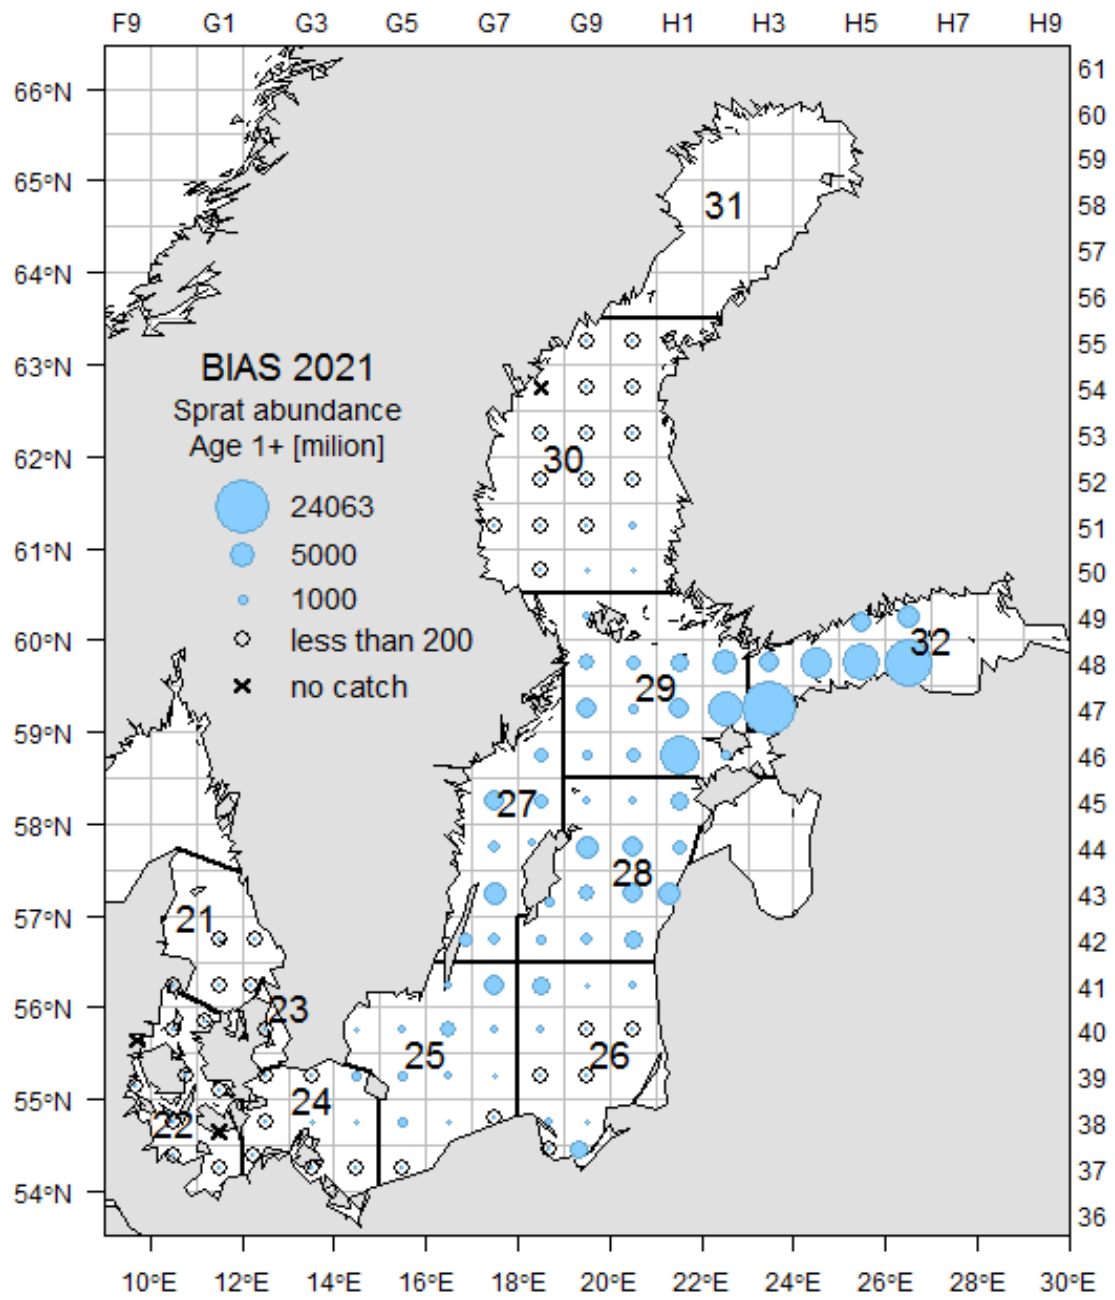 F9 G1 G3 G5 G7 G9 H1 H3 H5 H7 H9
66°N
65°N
64°N
63°N
62°N
61°N
60°N
59°N
58°N
57°N
56°N
55°N
54°N
61
60
59
58
57
56
55
54
53
52
51
50
49
48
47
46
45
44
43
42
41
40
39
38
37
36
BIAS 2021
Sprat abundance
Age 1+ [milion]
24063
5000
1000
less than 200
no catch
31
30
32
29
27
28
21
23
25
26
24
22
10°E 12°E 14°E 16°E 18°E 20°E 22°E 24°E 26°E 28°E 30°E